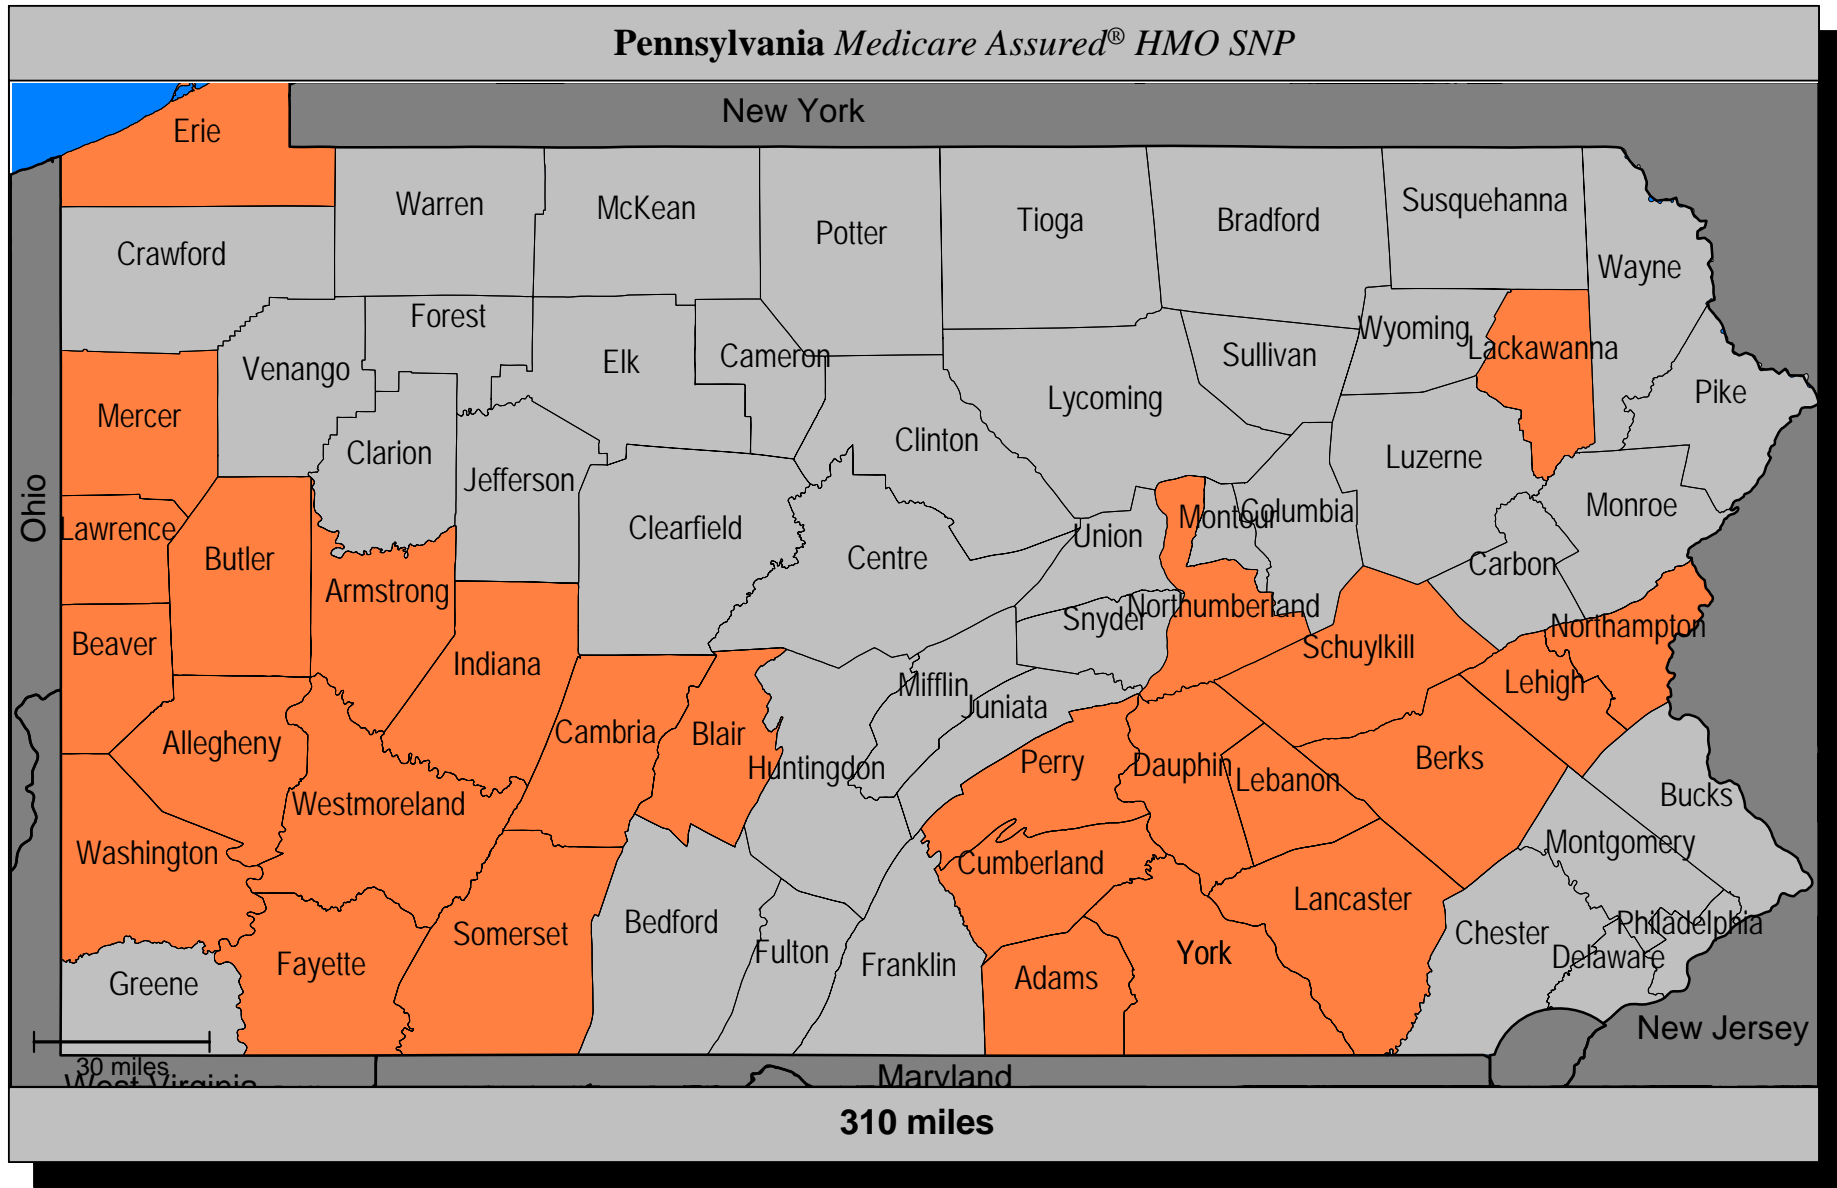 Pennsylvania Medicare Assured® HMO SNP
New York
Erie
Warren
McKean
Potter
Tioga
Bradford
Susquehanna
Wayne
Crawford
Forest
Venango
Elk
Cameron
Sullivan
Wyoming
Lackawanna
Pike
Mercer
Clarion
Jefferson
Clinton
Lycoming
Luzerne
Monroe
Ohio
Lawrence
Butler
Armstrong
Clearfield
Centre
Union
Montour
Columbia
Carbon
Beaver
Indiana
Snyder
Northumberland
Schuylkill
Northampton
Lehigh
Mifflin
Juniata
Allegheny
Cambria
Blair
Huntingdon
Perry
Dauphin
Lebanon
Berks
Bucks
Westmoreland
Washington
Cumberland
Lancaster
Montgomery
Somerset
Bedford
Fulton
Franklin
Adams
York
Chester
Philadelphia
Delaware
Greene
Fayette
New Jersey
30 miles
West Virginia
Maryland
310 miles